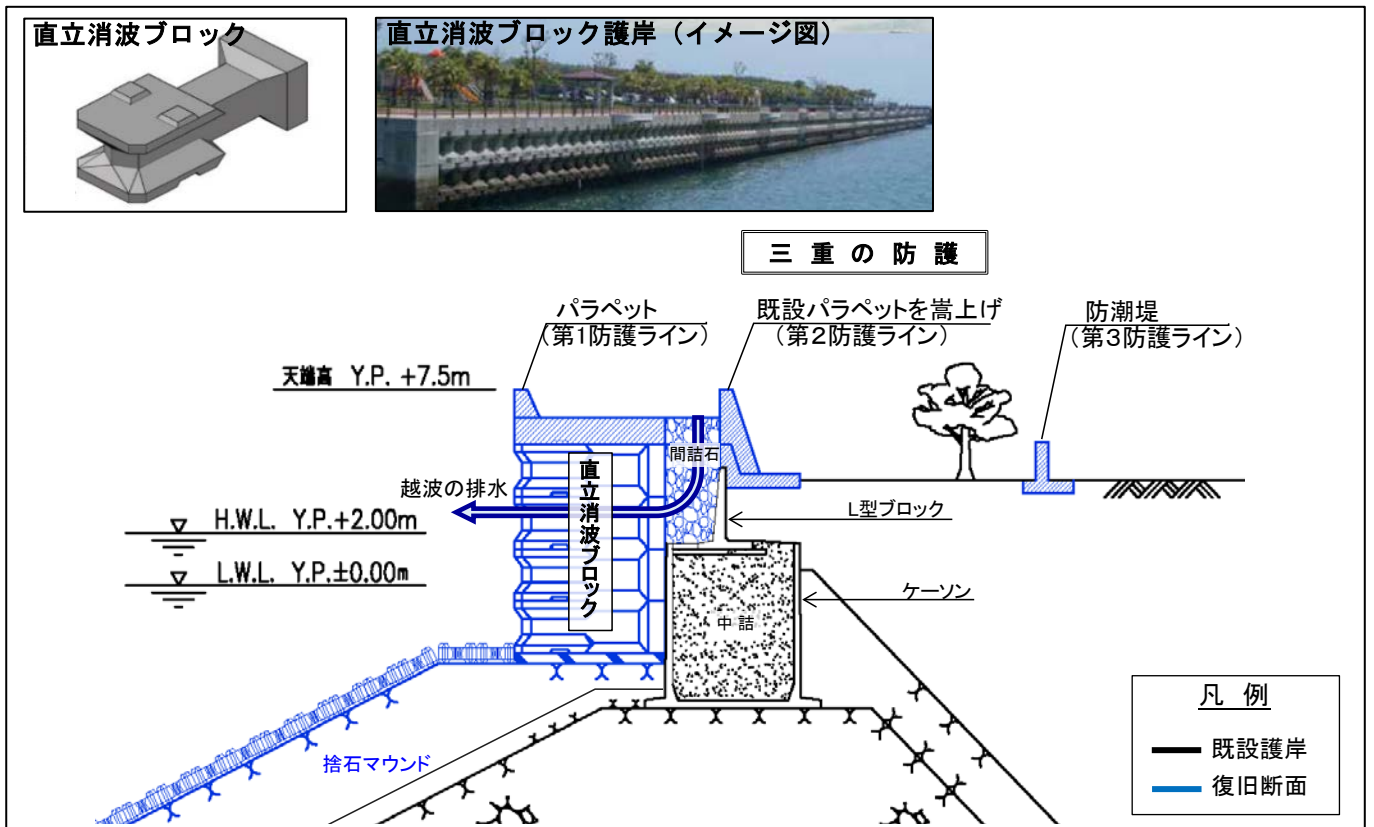 直立消波ブロック
直立消波ブロック護岸（イメージ図）
三重の防護
パラペット
（第1防護ライン）
既設パラペットを嵩上げ
（第2防護ライン）
防潮堤
（第3防護ライン）
天端高 Y.P. +7.5m
間詰石
直立消波ブロック
越波の排水
L型ブロック
H.W.L. Y.P.+2.00m
L.W.L. Y.P.±0.00m
ケーソン
中詰
捨石マウンド
凡例
既設護岸
復旧断面